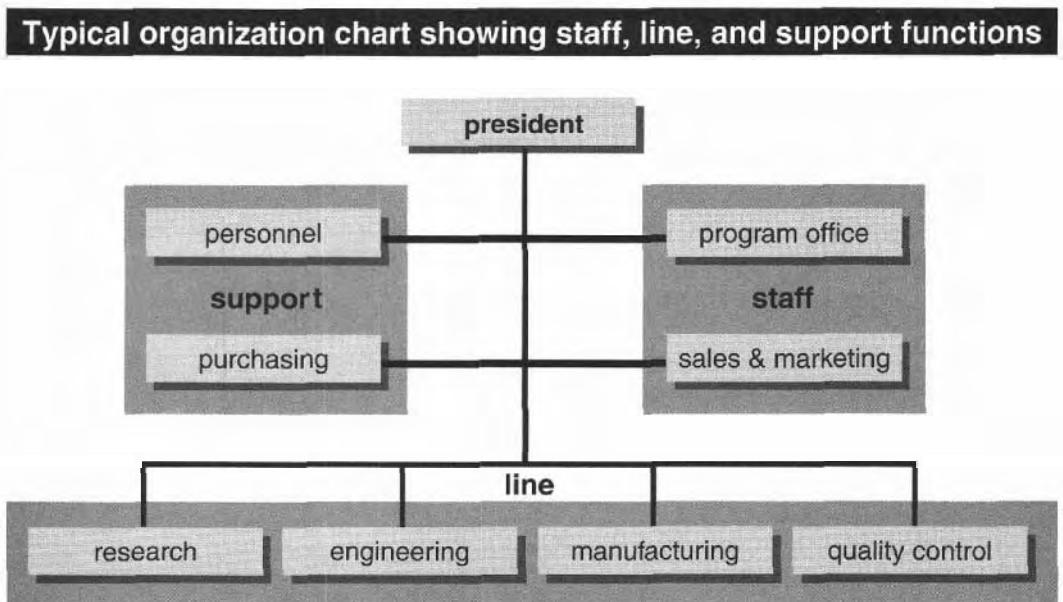 Typical organization chart showing staff, line, and support functions
president
personnel
program office
support
staff
purchasing
sales & marketing
line
research
engineering
manufacturing
quality control